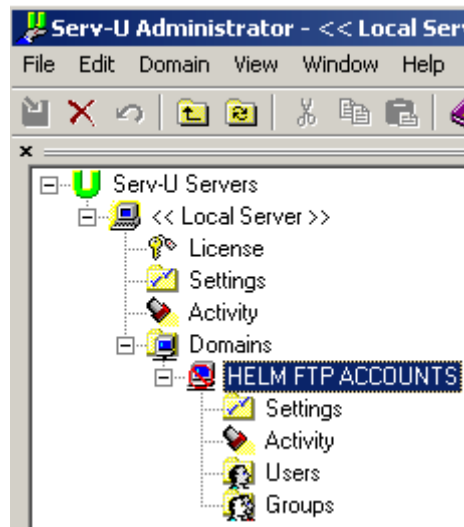 Serv-U Administrator - << Local Ser
File Edit Domain View Window Help
Serv-U Servers
<< Local Server >>
License
Settings
Activity
Domains
HELM FTP ACCOUNTS
Settings
Activity
Users
Groups